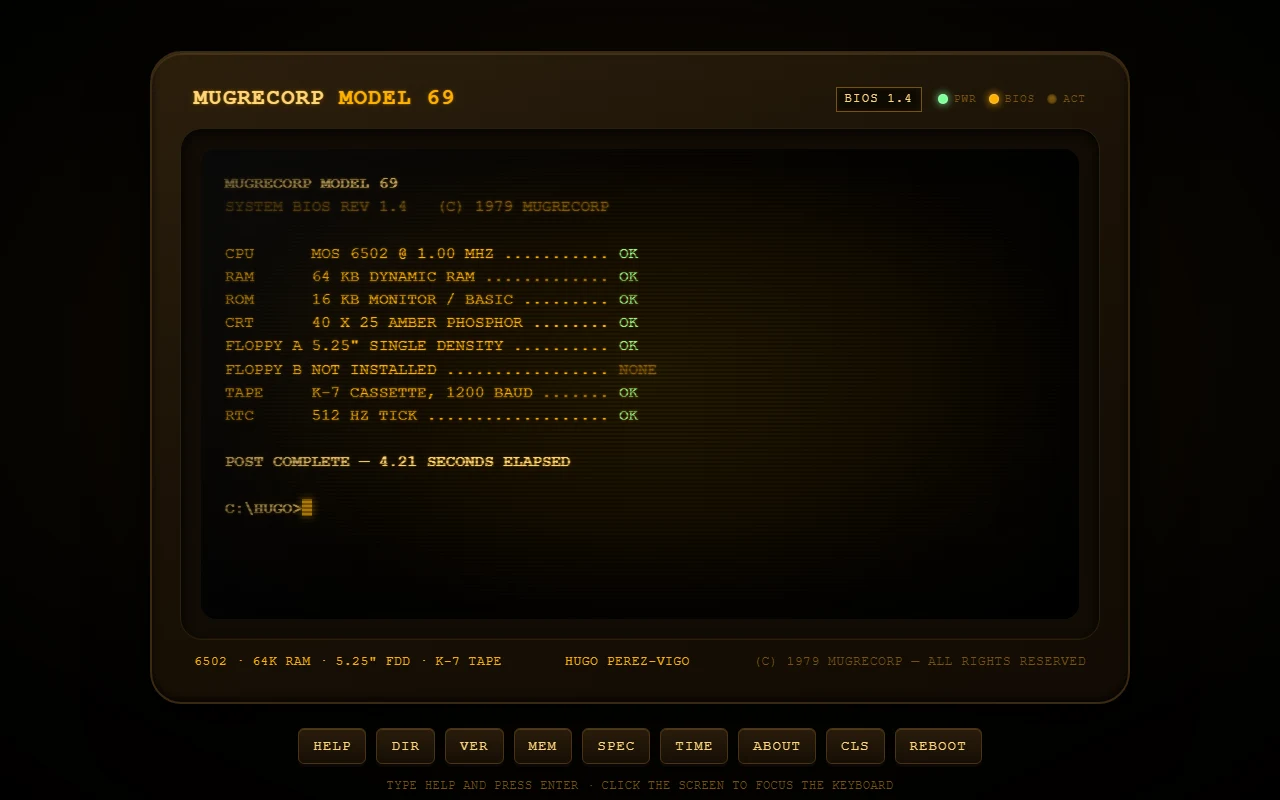 MUGRECORP MODEL 69
BIOS 1.4 PWR BIOS ACT
MUGRECORP MODEL 69
SYSTEM BIOS REV 1.4   (C) 1979 MUGRECORP
CPU      MOS 6502 @ 1.00 MHZ ........... OK
RAM      64 KB DYNAMIC RAM ............. OK
ROM      16 KB MONITOR / BASIC ......... OK
CRT      40 X 25 AMBER PHOSPHOR ........ OK
FLOPPY A 5.25" SINGLE DENSITY .......... OK
FLOPPY B NOT INSTALLED ................. NONE
TAPE     K-7 CASSETTE, 1200 BAUD ....... OK
RTC      512 HZ TICK ................... OK
POST COMPLETE — 4.21 SECONDS ELAPSED
C:\HUGO>
6502 · 64K RAM · 5.25" FDD · K-7 TAPE HUGO PEREZ-VIGO (C) 1979 MUGRECORP — ALL RIGHTS RESERVED
HELP DIR VER MEM SPEC TIME ABOUT CLS REBOOT
TYPE HELP AND PRESS ENTER · CLICK THE SCREEN TO FOCUS THE KEYBOARD